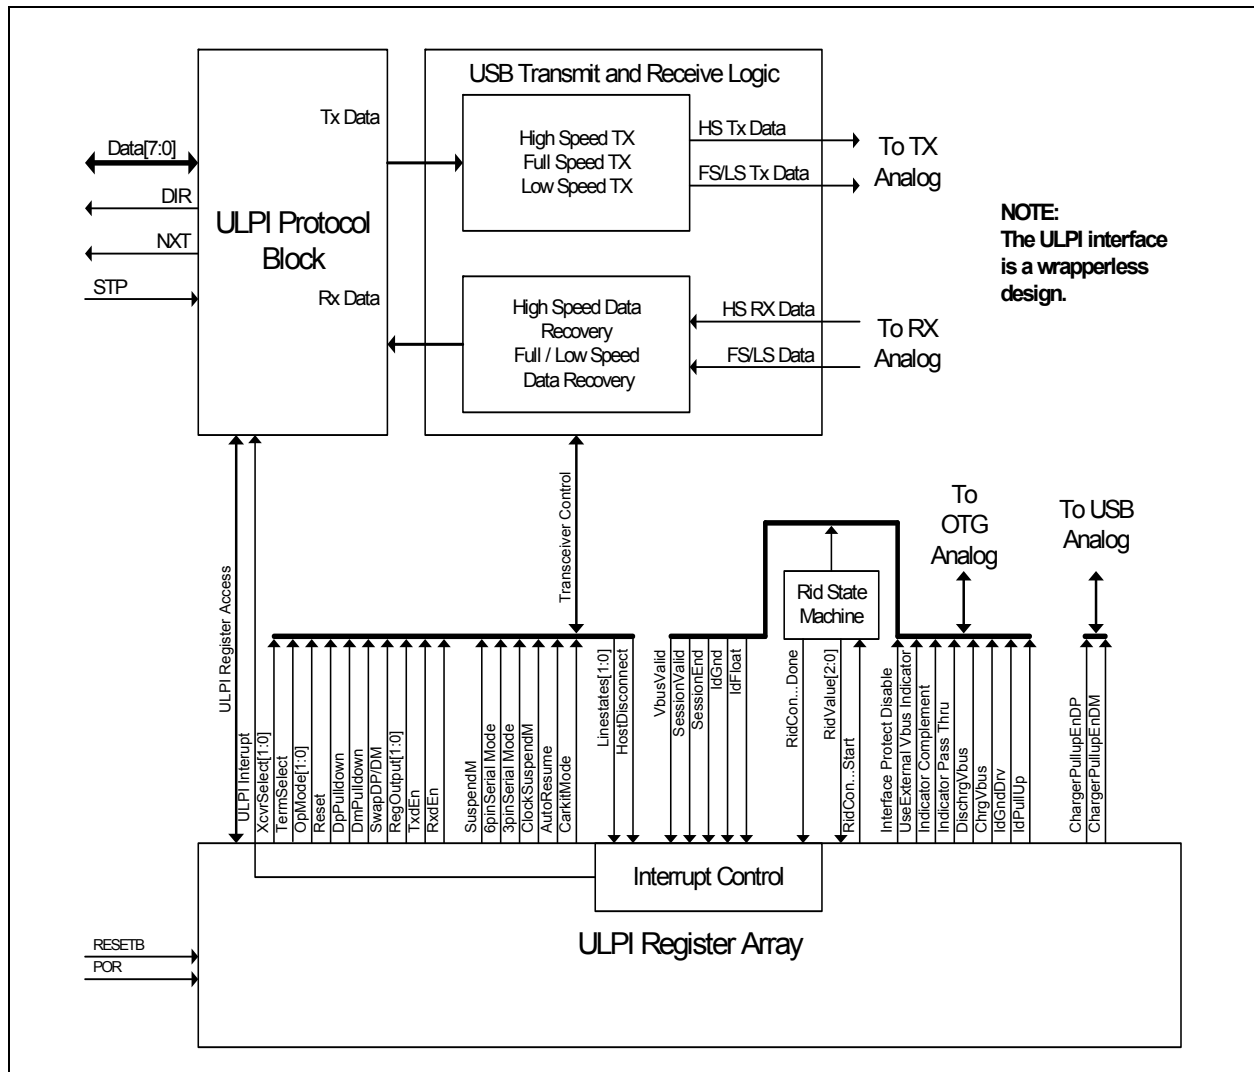 USB Transmit and Receive Logic
Tx Data
High Speed TX
Full Speed TX
Low Speed TX
HS Tx Data
FS/LS Tx Data
To TX
Analog
Data[7:0]
DIR
NXT
STP
ULPI Protocol
Block
Rx Data
High Speed Data
Recovery
Full / Low Speed
Data Recovery
HS RX Data
FS/LS Data
To RX
Analog
NOTE:
The ULPI interface
is a wrapperless
design.
ULPI Register Access
Transceiver Control
To
OTG
Analog
To USB
Analog
Rid State
Machine
ULPI Interupt
XcvrSelect[1:0]
TermSelect
OpMode[1:0]
Reset
DpPulldown
DmPulldown
SwapDP/DM
RegOutput[1:0]
TxdEn
RxdEn
SuspendM
6pinSerial Mode
3pinSerial Mode
ClockSuspendM
AutoResume
CarkitMode
Linestates[1:0]
HostDisconnect
VbusValid
SessionValid
SessionEnd
IdGnd
IdFloat
RidCon...Done
RidValue[2:0]
RidCon...Start
Interface Protect Disable
UseExternal Vbus Indicator
Indicator Complement
Indicator Pass Thru
DischrgVbus
ChrgVbus
IdGndDrv
IdPullUp
ChargerPullupEnDP
ChargerPullupEnDM
Interrupt Control
ULPI Register Array
RESETB
POR